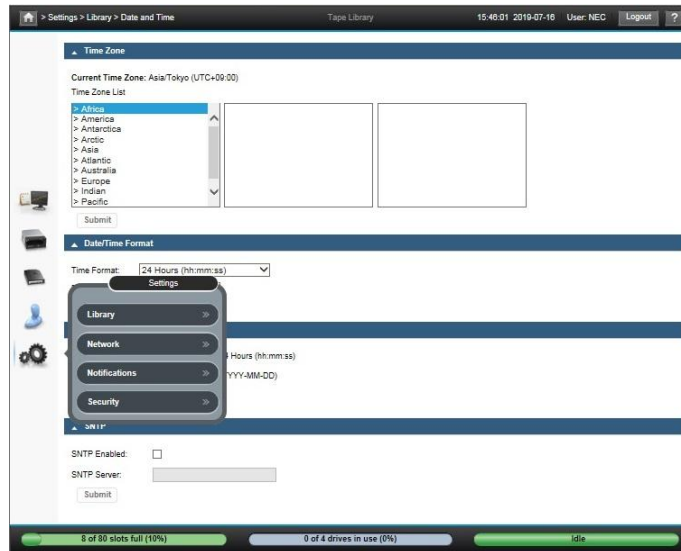 > Settings > Library > Date and Time
Tape Library
15:46:01 2019-07-16 User: NEC
Logout
?
Time Zone
Current Time Zone: Asia/Tokyo (UTC+09:00)
Time Zone List
> Africa
> America
> Antarctica
> Arctic
> Asia
> Atlantic
> Australia
> Europe
> Indian
> Pacific
Submit
Date/Time Format
Time Format: 24 Hours (hh:mm:ss)
Settings
Library »
Network »
Hours (hh:mm:ss)
Notifications »
YYY-MM-DD)
Security »
SNTP
SNTP Enabled:
SNTP Server:
Submit
8 of 80 slots full (10%)
0 of 4 drives in use (0%)
Idle